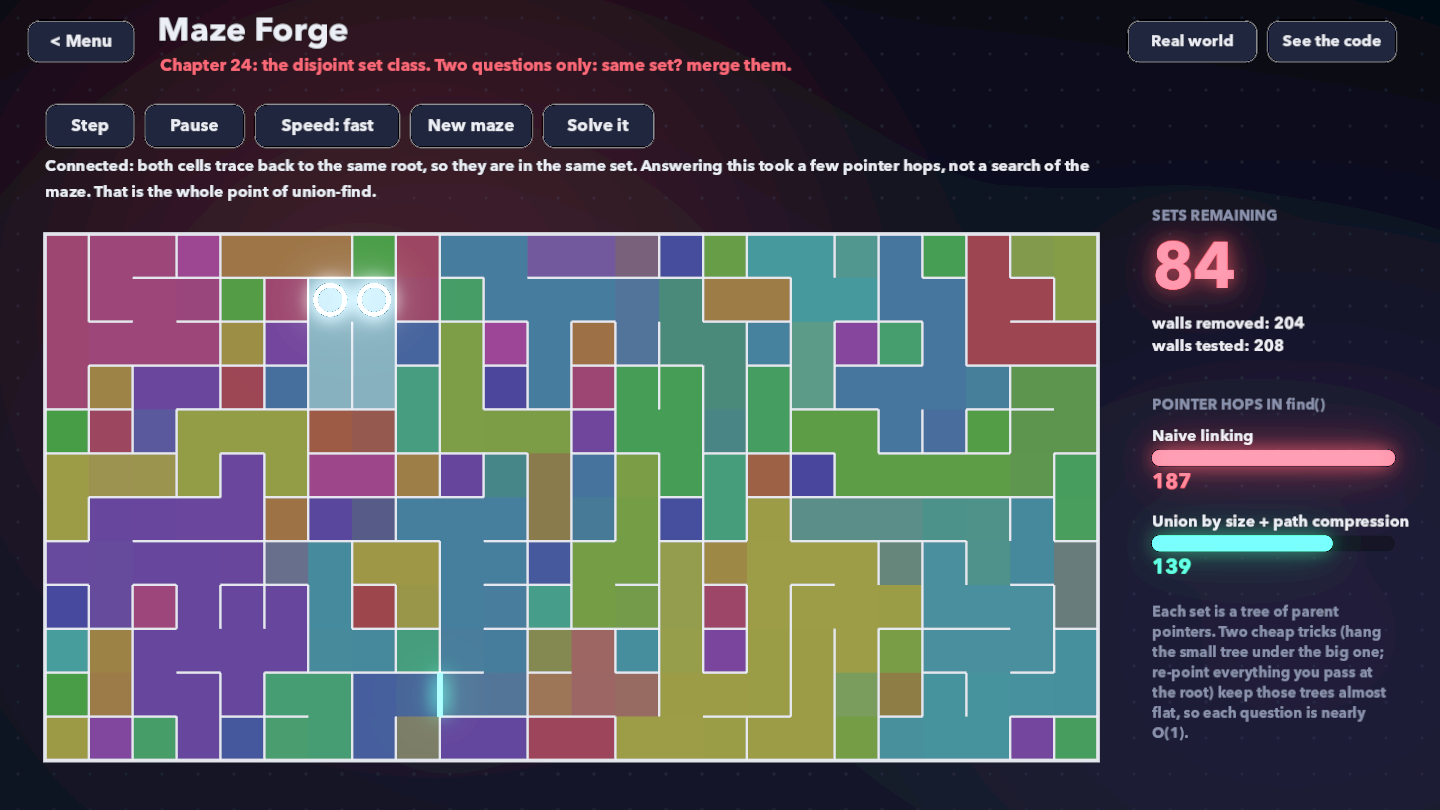 < Menu
Maze Forge
Chapter 24: the disjoint set class. Two questions only: same set? merge them.
Real world
See the code
Step
Pause
Speed: fast
New maze
Solve it
Connected: both cells trace back to the same root, so they are in the same set. Answering this took a few pointer hops, not a search of the
maze. That is the whole point of union-find.
SETS REMAINING
84
walls removed: 204
walls tested: 208
POINTER HOPS IN find()
Naive linking
187
Union by size + path compression
139
Each set is a tree of parent
pointers. Two cheap tricks (hang
the small tree under the big one;
re-point everything you pass at
the root) keep those trees almost
flat, so each question is nearly
O(1).